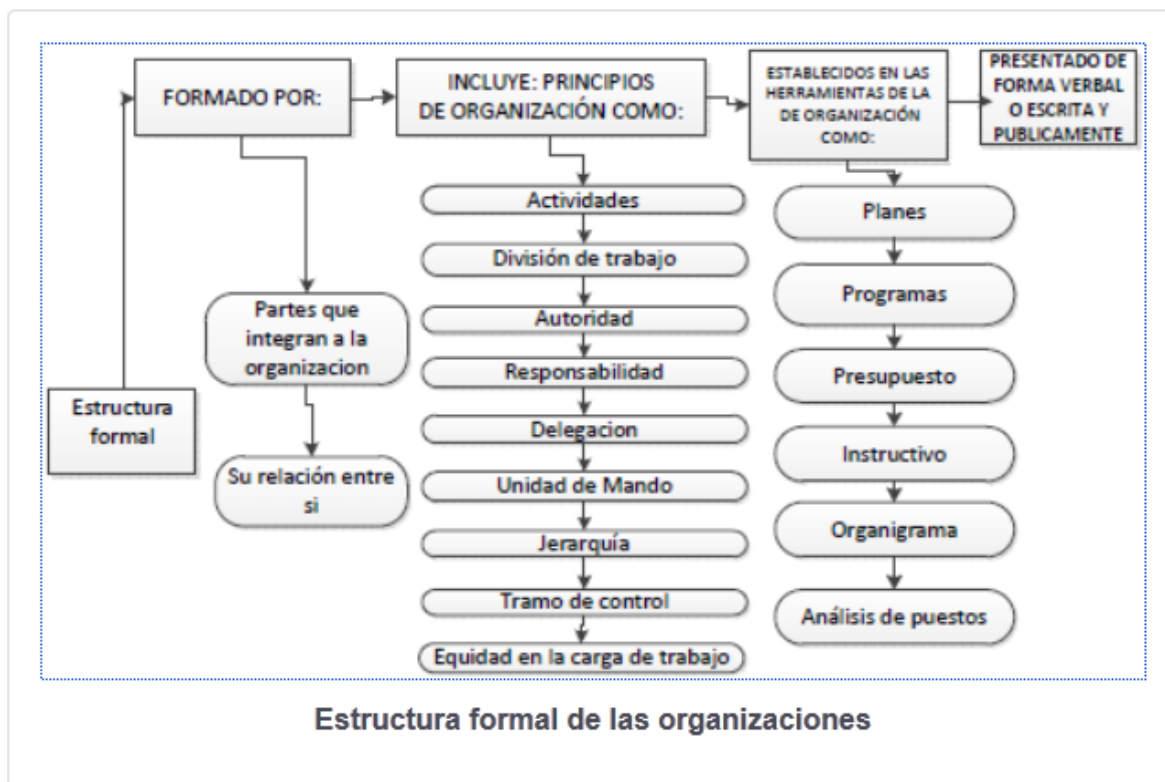 FORMADO POR:
INCLUYE: PRINCIPIOS
DE ORGANIZACIÓN COMO:
ESTABLECIDOS EN LAS
HERRAMIENTAS DE LA
DE ORGANIZACIÓN
COMO:
PRESENTADO DE
FORMA VERBAL
O ESCRITA Y
PUBLICAMENTE
Estructura
formal
Partes que
integran a la
organizacion
Su relación entre
si
Actividades
División de trabajo
Autoridad
Responsabilidad
Delegacion
Unidad de Mando
Jerarquía
Tramo de control
Equidad en la carga de trabajo
Planes
Programas
Presupuesto
Instructivo
Organigrama
Análisis de puestos
Estructura formal de las organizaciones